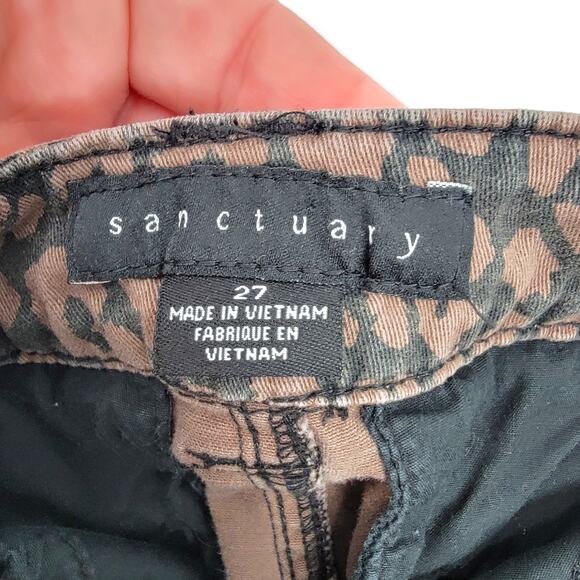 sanctuary
27
MADE IN VIETNAM
FABRIQUE EN
VIETNAM